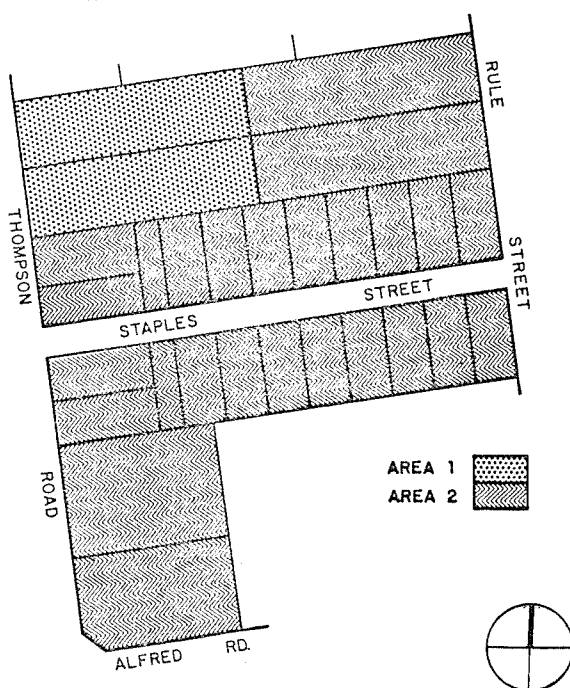 RULE
THOMPSON
STREET
STAPLES STREET
ROAD
AREA 1
AREA 2
ALFRED RD.